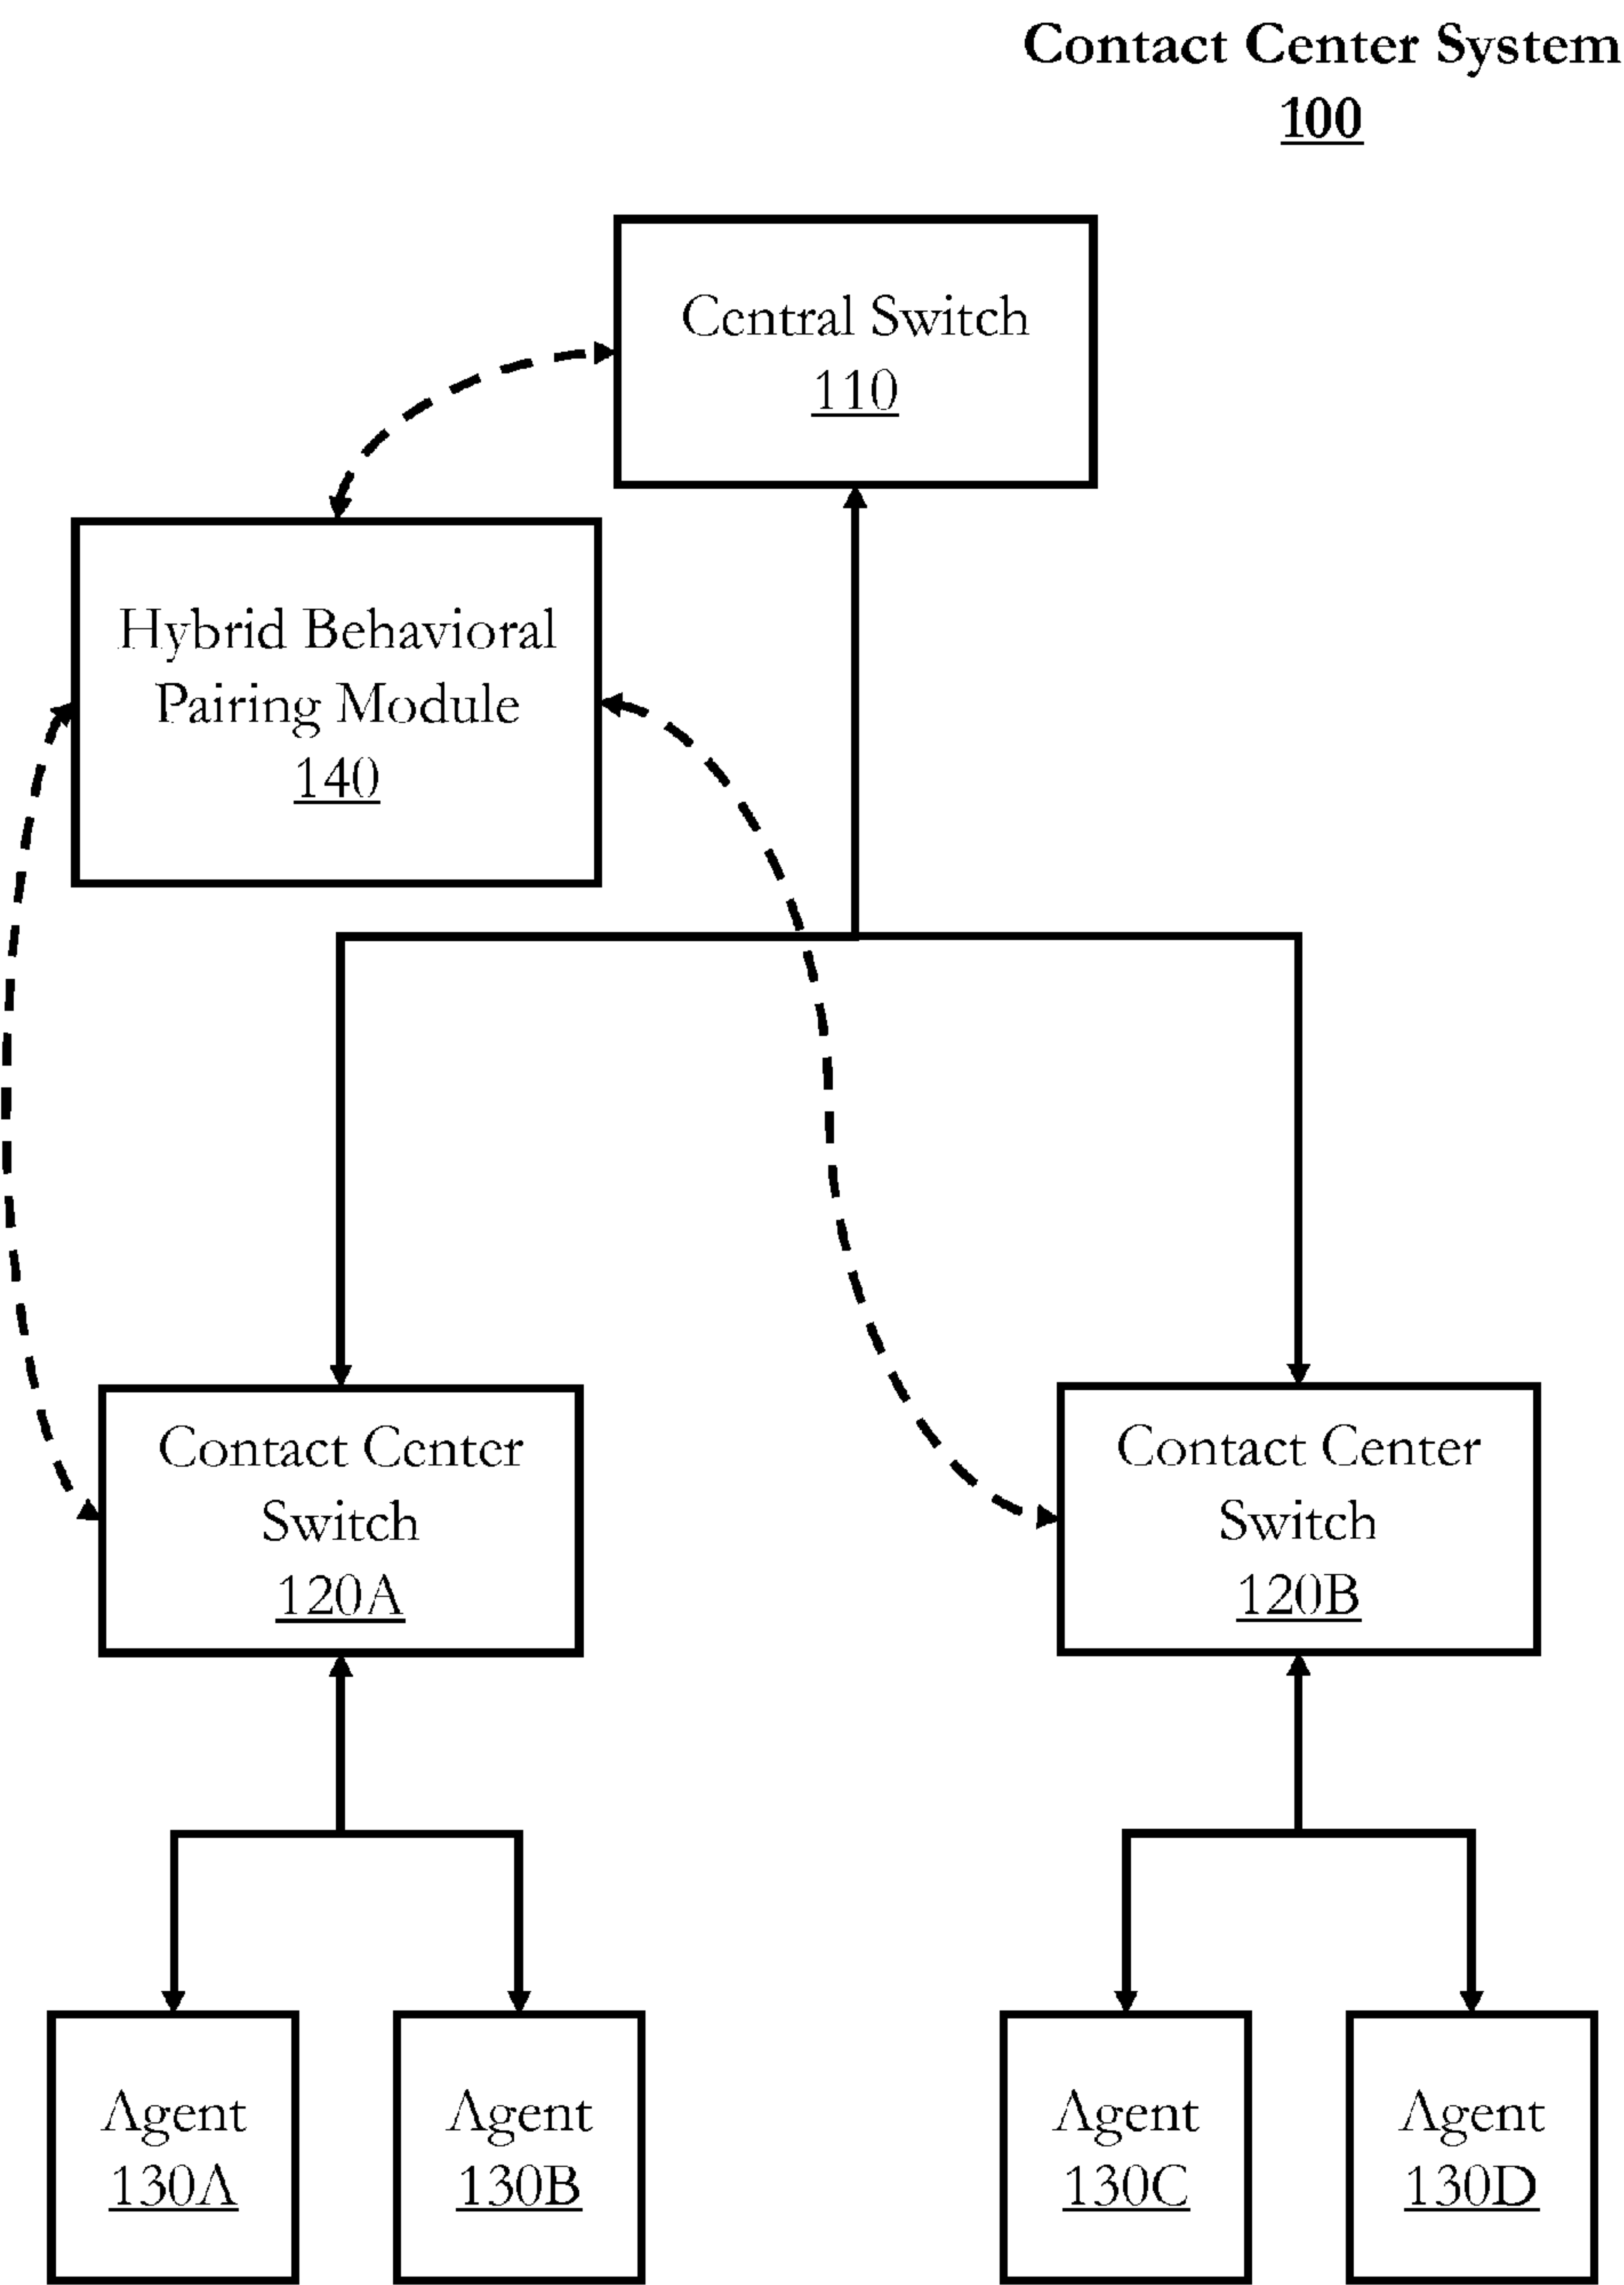 Contact Center System
100
Central Switch
110
Hybrid Behavioral
Pairing Module
140
Contact Center
Switch
120A
Contact Center
Switch
120B
Agent
130A
Agent
130B
Agent
130C
Agent
130D